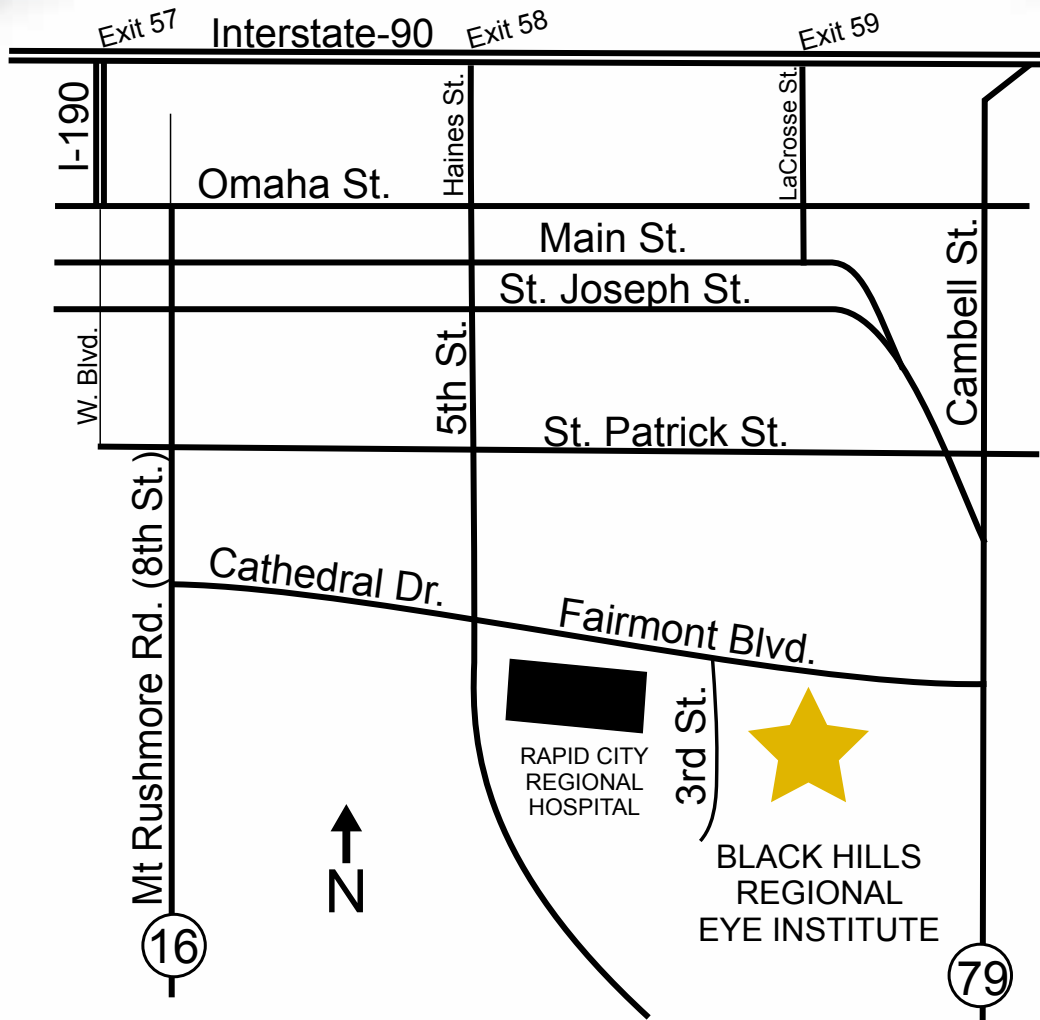 Exit 57
Interstate-90
Exit 58
Exit 59
I-190
Haines St.
LaCrosse St.
Omaha St.
Main St.
St. Joseph St.
Cambell St.
W. Blvd.
5th St.
St. Patrick St.
Mt Rushmore Rd. (8th St.)
Cathedral Dr.
Fairmont Blvd.
RAPID CITY
REGIONAL
HOSPITAL
3rd St.
BLACK HILLS
REGIONAL
EYE INSTITUTE
N
16
79